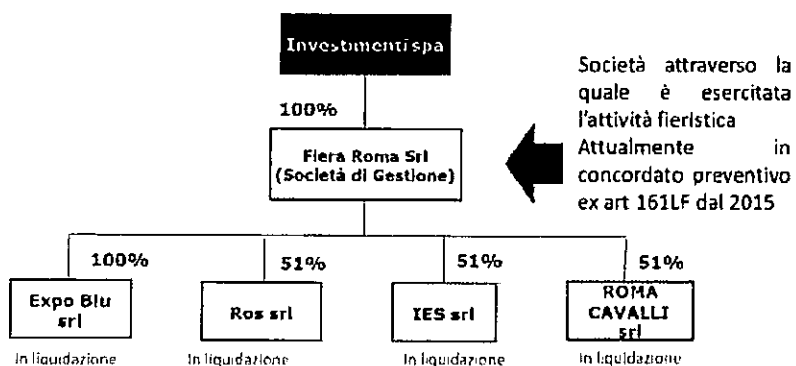 Investimenti spa
Società attraverso la
quale è esercitata
l'attività fieristica
Attualmente in
concordato preventivo
ex art 161LF dal 2015
100%
Fiera Roma Srl
(Società di Gestione)
100%
51%
51%
51%
Expo Blu
srl
Ros srl
IES srl
ROMA
CAVALLI
srl
In liquidazione
In liquidazione
In liquidazione
In liquidazione